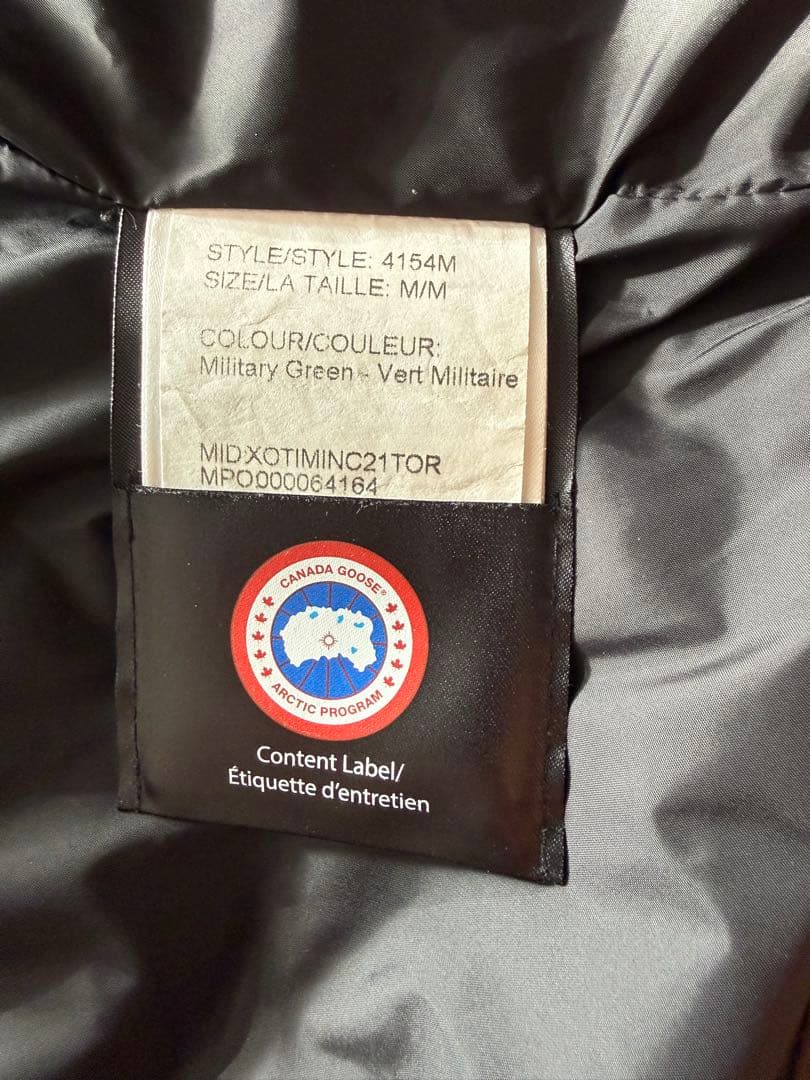 STYLE/STYLE: 4154M
SIZE/LA TAILLE: M/M
COLOUR/COULEUR:
Military Green - Vert Militaire
MID:XOTIMINC21TOR
MPO000064164
CANADA GOOSE®
ARCTIC PROGRAM
Content Label/
Étiquette d'entretien